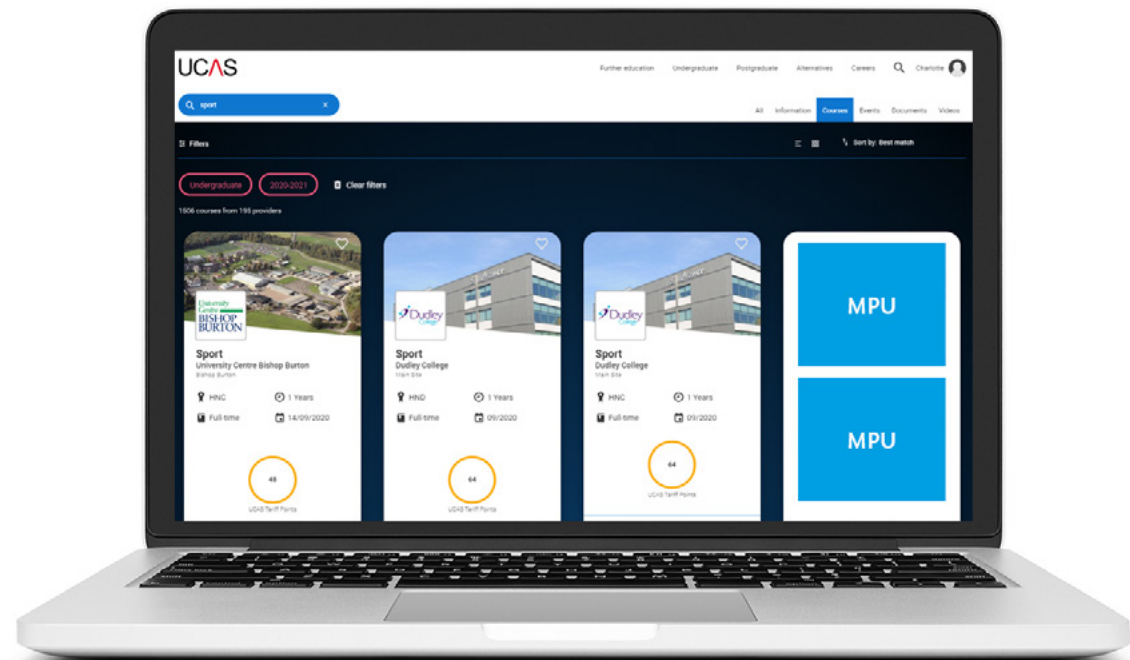 UCAS
Further education Undergraduate Postgraduate Alternatives Careers Charlotte
sport x
All Information Courses Events Documents Videos
Filters
Sort by: Best match
Undergraduate 2020-2021 Clear filters
1506 courses from 195 providers
University
Centre
BISHOP
BURTON
Sport
University Centre Bishop Burton
Bishop Burton
HNC 1 Years
Full-time 14/09/2020
48
UCAS Tariff Points
Dudley
College
Sport
Dudley College
Main Site
HND 1 Years
Full-time 09/2020
64
UCAS Tariff Points
Dudley
College
Sport
Dudley College
Main Site
HNC 1 Years
Full-time 09/2020
64
UCAS Tariff Points
MPU
MPU